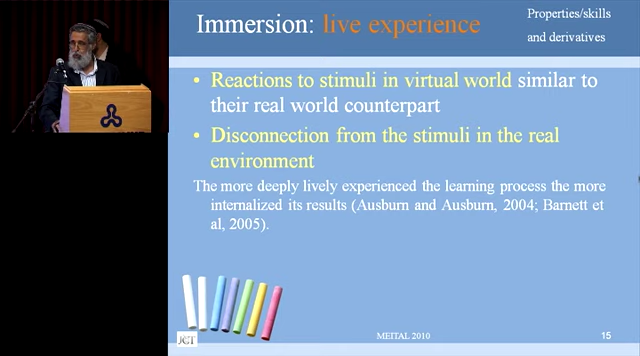 Immersion: live experience
Properties/skills
and derivatives
• Reactions to stimuli in virtual world similar to
their real world counterpart
• Disconnection from the stimuli in the real
environment
The more deeply lively experienced the learning process the more
internalized its results (Ausburn and Ausburn, 2004; Barnett et
al, 2005).
JCT
MEITAL 2010
15